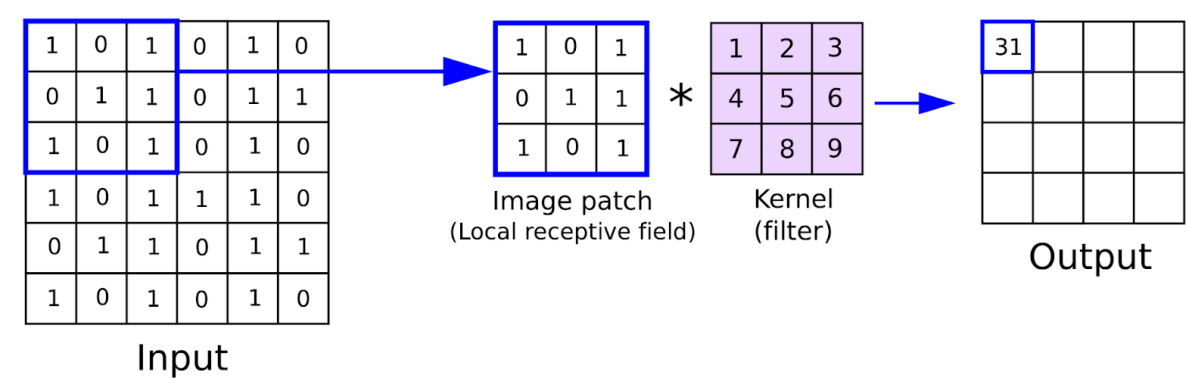 1 0 1 0 1 0
0 1 1 0 1 1
1 0 1 0 1 0
1 0 1 1 1 0
0 1 1 0 1 1
1 0 1 0 1 0
Input
1 0 1
0 1 1
1 0 1
Image patch
(Local receptive field)
*
1 2 3
4 5 6
7 8 9
Kernel
(filter)
31
Output